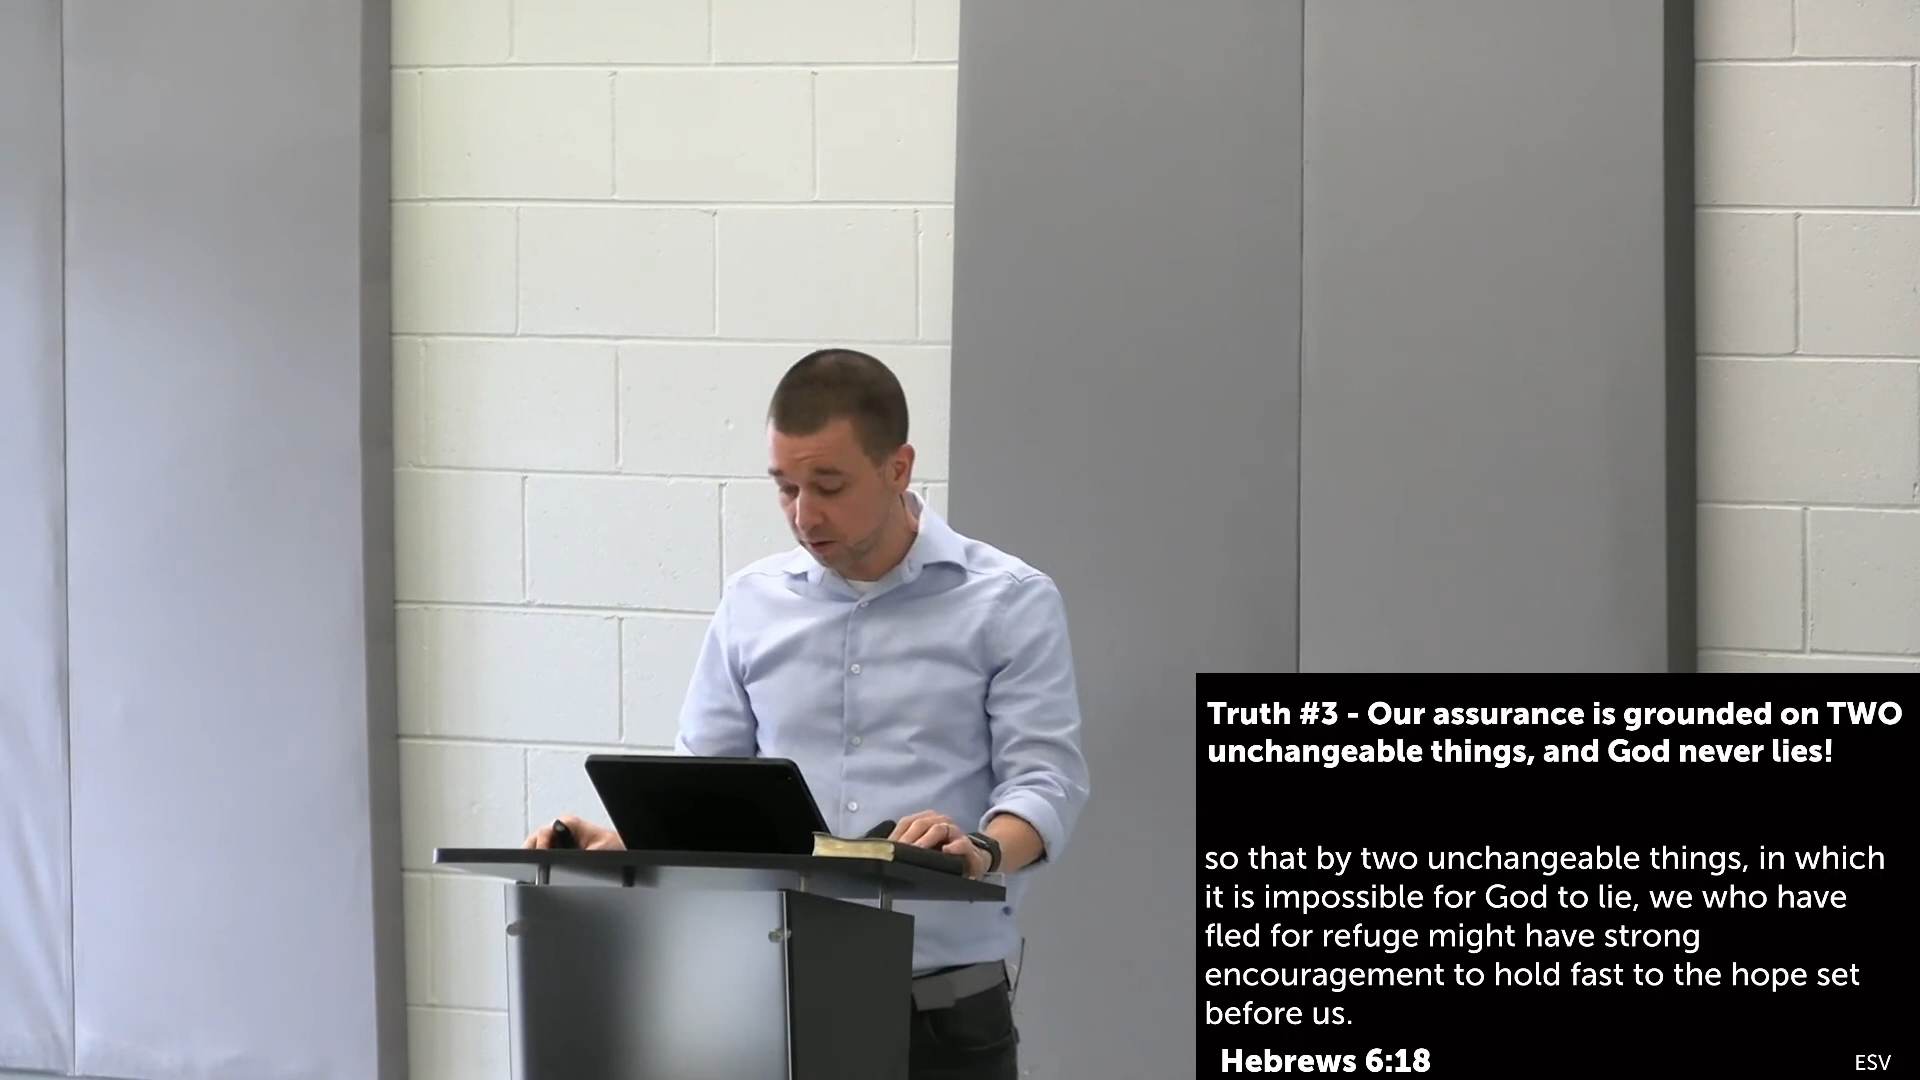 Truth #3 - Our assurance is grounded on TWO
unchangeable things, and God never lies!
so that by two unchangeable things, in which
it is impossible for God to lie, we who have
fled for refuge might have strong
encouragement to hold fast to the hope set
before us.
Hebrews 6:18
ESV